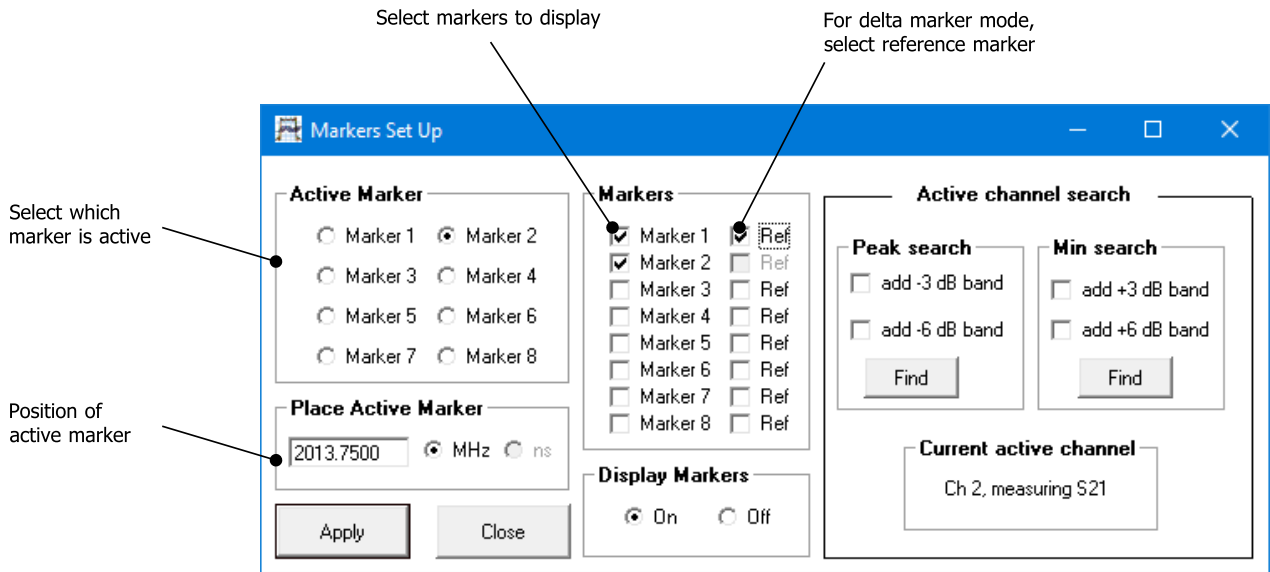 Select markers to display
For delta marker mode,
select reference marker
Markers Set Up
Select which
marker is active
Position of
active marker
Active Marker
Marker 1 Marker 2
Marker 3 Marker 4
Marker 5 Marker 6
Marker 7 Marker 8
Place Active Marker
2013.7500 MHz ns
Apply Close
Markers
Marker 1 Ref
Marker 2 Ref
Marker 3 Ref
Marker 4 Ref
Marker 5 Ref
Marker 6 Ref
Marker 7 Ref
Marker 8 Ref
Display Markers
On Off
Active channel search
Peak search
add -3 dB band
add -6 dB band
Find
Min search
add +3 dB band
add +6 dB band
Find
Current active channel
Ch 2, measuring S21